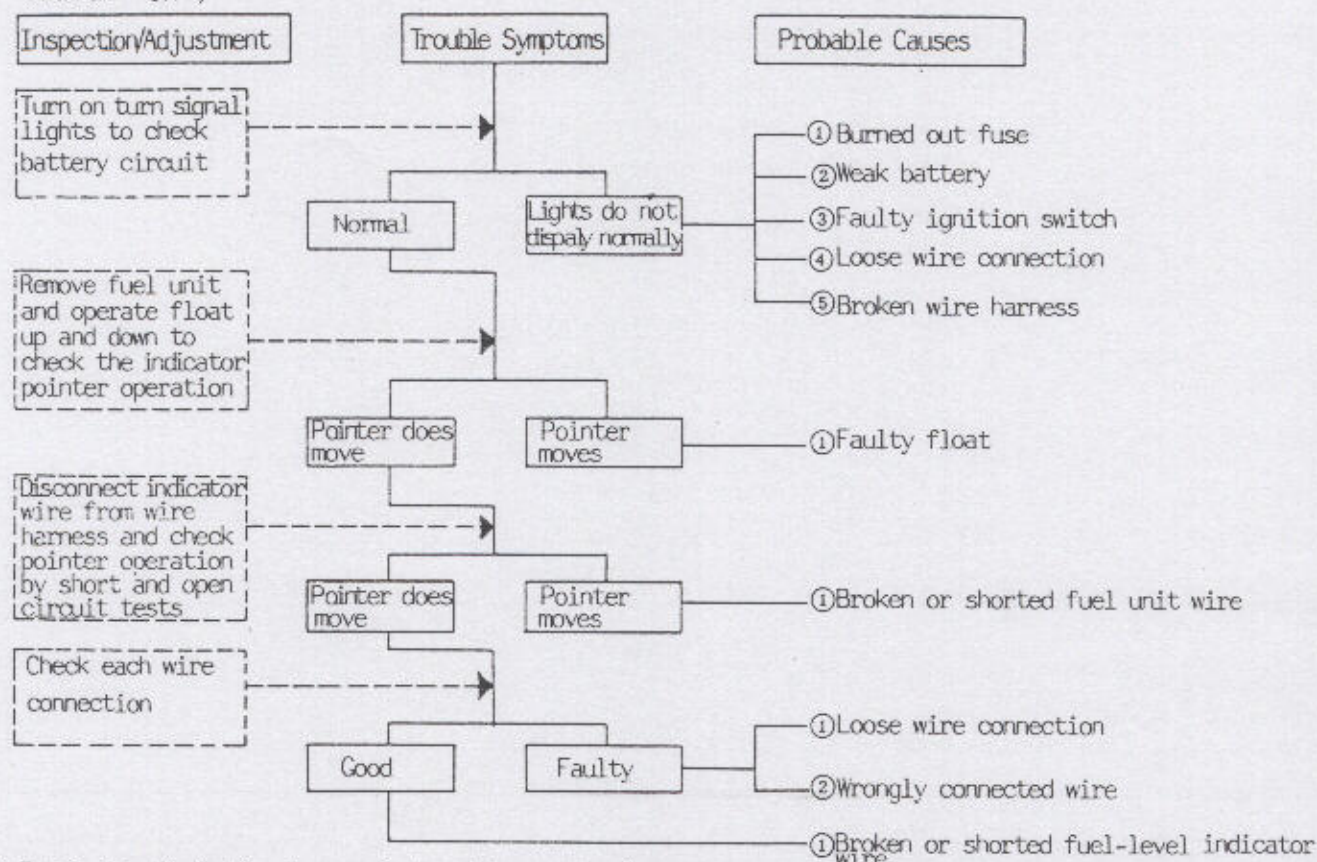 Inspection/Adjustment
Trouble Symptoms
Probable Causes
Turn on turn signal
lights to check
battery circuit
①Burned out fuse
②Weak battery
③Faulty ignition switch
④Loose wire connection
⑤Broken wire harness
Normal
Lights do not
dispaly normally
Remove fuel unit
and operate float
up and down to
check the indicator
pointer operation
Pointer does
move
Pointer
moves
①Faulty float
Disconnect indicator
wire from wire
harness and check
pointer operation
by short and open
circuit tests
Pointer does
move
Pointer
moves
①Broken or shorted fuel unit wire
Check each wire
connection
Good
Faulty
①Loose wire connection
②Wrongly connected wire
①Broken or shorted fuel-level indicator
wire